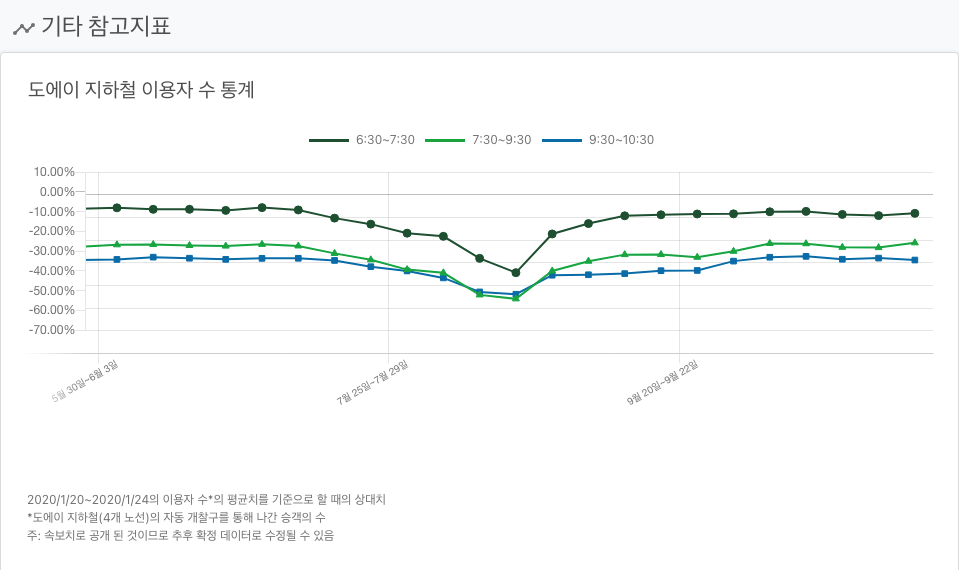 기타 참고지표
도에이 지하철 이용자 수 통계
6:30~7:30 7:30~9:30 9:30~10:30
10.00%
0.00%
-10.00%
-20.00%
-30.00%
-40.00%
-50.00%
-60.00%
-70.00%
5월 30일~6월 3일
7월 25일~7월 29일
9월 20일~9월 22일
2020/1/20~2020/1/24의 이용자 수*의 평균치를 기준으로 할 때의 상대치
*도에이 지하철(4개 노선)의 자동 개찰구를 통해 나간 승객의 수
주: 속보치로 공개 된 것이므로 추후 확정 데이터로 수정될 수 있음